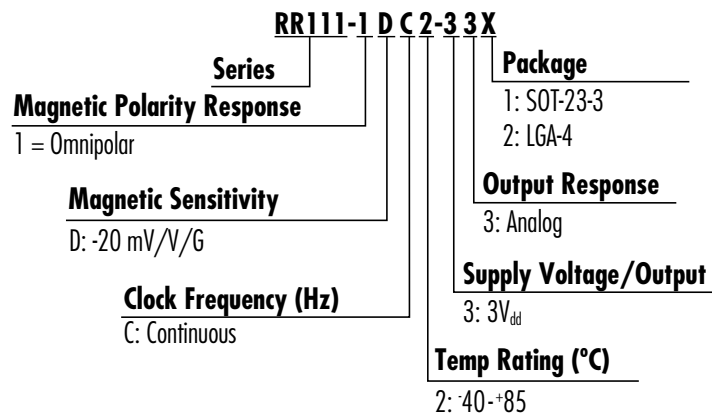 RR111-1DC2-33X
Series
Magnetic Polarity Response
1 = Omnipolar
Magnetic Sensitivity
D: -20 mV/V/G
Clock Frequency (Hz)
C: Continuous
Package
1: SOT-23-3
2: LGA-4
Output Response
3: Analog
Supply Voltage/Output
3: 3Vdd
Temp Rating (ºC)
2: -40-+85